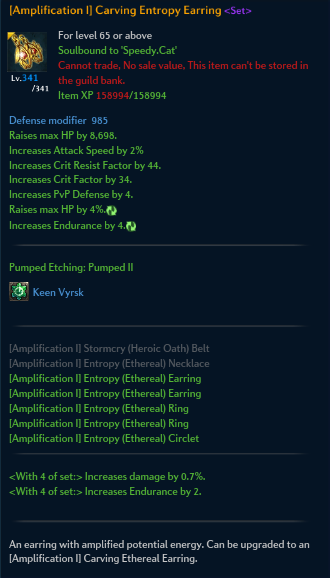 [Amplification I] Carving Entropy Earring <Set>
For level 65 or above
Soulbound to 'Speedy.Cat'
Cannot trade. No sale value. This item can't be stored in
the guild bank.
Lv.341
/341
Item XP 158994/158994
Defense modifier 985
Raises max HP by 8,698.
Increases Attack Speed by 2%
Increases Crit Resist Factor by 44.
Increases Crit Factor by 34.
Increases PvP Defense by 4.
Raises max HP by 4%.
Increases Endurance by 4.
Pumped Etching: Pumped II
Keen Vyrsk
[Amplification I] Stormcry (Heroic Oath) Belt
[Amplification I] Entropy (Ethereal) Necklace
[Amplification I] Entropy (Ethereal) Earring
[Amplification I] Entropy (Ethereal) Earring
[Amplification I] Entropy (Ethereal) Ring
[Amplification I] Entropy (Ethereal) Ring
[Amplification I] Entropy (Ethereal) Circlet
<With 4 of set:> Increases damage by 0.7%.
<With 4 of set:> Increases Endurance by 2.
An earring with amplified potential energy. Can be upgraded to an
[Amplification I] Carving Ethereal Earring.